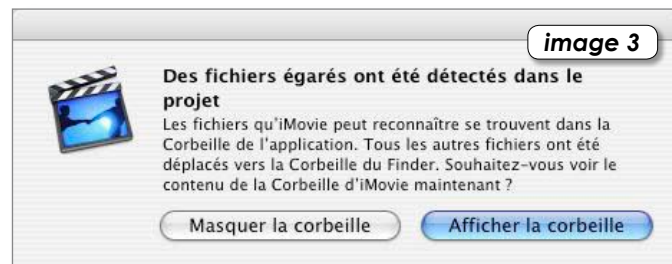 image 3
Des fichiers égarés ont été détectés dans le
projet
Les fichiers qu’iMovie peut reconnaître se trouvent dans la
Corbeille de l’application. Tous les autres fichiers ont été
déplacés vers la Corbeille du Finder. Souhaitez-vous voir le
contenu de la Corbeille d’iMovie maintenant ?
Masquer la corbeille
Afficher la corbeille